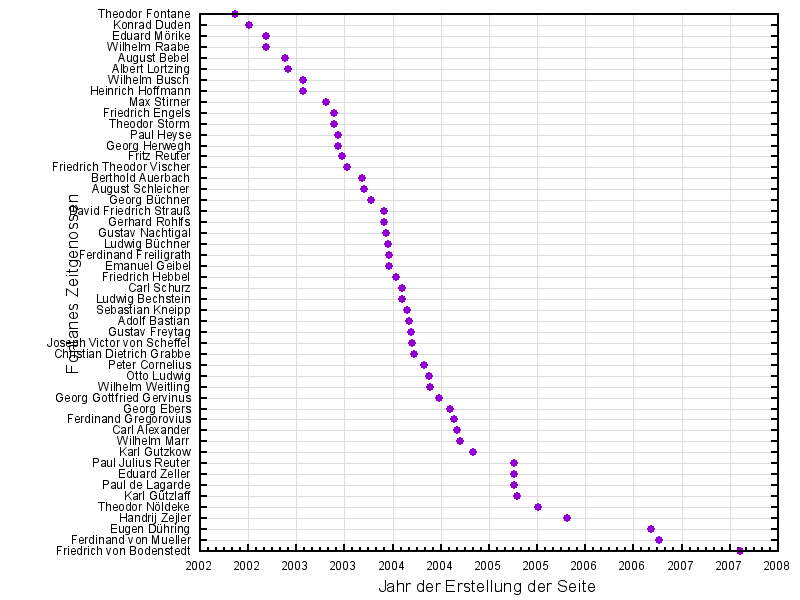 Theodor Fontane
Konrad Duden
Eduard Mörike
Wilhelm Raabe
August Bebel
Albert Lortzing
Wilhelm Busch
Heinrich Hoffmann
Max Stirner
Friedrich Engels
Theodor Storm
Paul Heyse
Georg Herwegh
Fritz Reuter
Friedrich Theodor Vischer
Berthold Auerbach
August Schleicher
Georg Büchner
David Friedrich Strauß
Gerhard Rohlfs
Gustav Nachtigal
Ludwig Büchner
Ferdinand Freiligrath
Emanuel Geibel
Friedrich Hebbel
Carl Schurz
Ludwig Bechstein
Sebastian Kneipp
Adolf Bastian
Gustav Freytag
Joseph Victor von Scheffel
Christian Dietrich Grabbe
Peter Cornelius
Otto Ludwig
Wilhelm Weitling
Georg Gottfried Gervinus
Georg Ebers
Ferdinand Gregorovius
Carl Alexander
Wilhelm Marr
Karl Gutzkow
Paul Julius Reuter
Eduard Zeller
Paul de Lagarde
Karl Gützlaff
Theodor Nöldeke
Handrij Zejler
Eugen Dühring
Ferdinand von Mueller
Friedrich von Bodenstedt
Fontanes Zeitgenossen
2002 2002 2003 2003 2004 2004 2005 2005 2006 2006 2007 2007 2008
Jahr der Erstellung der Seite